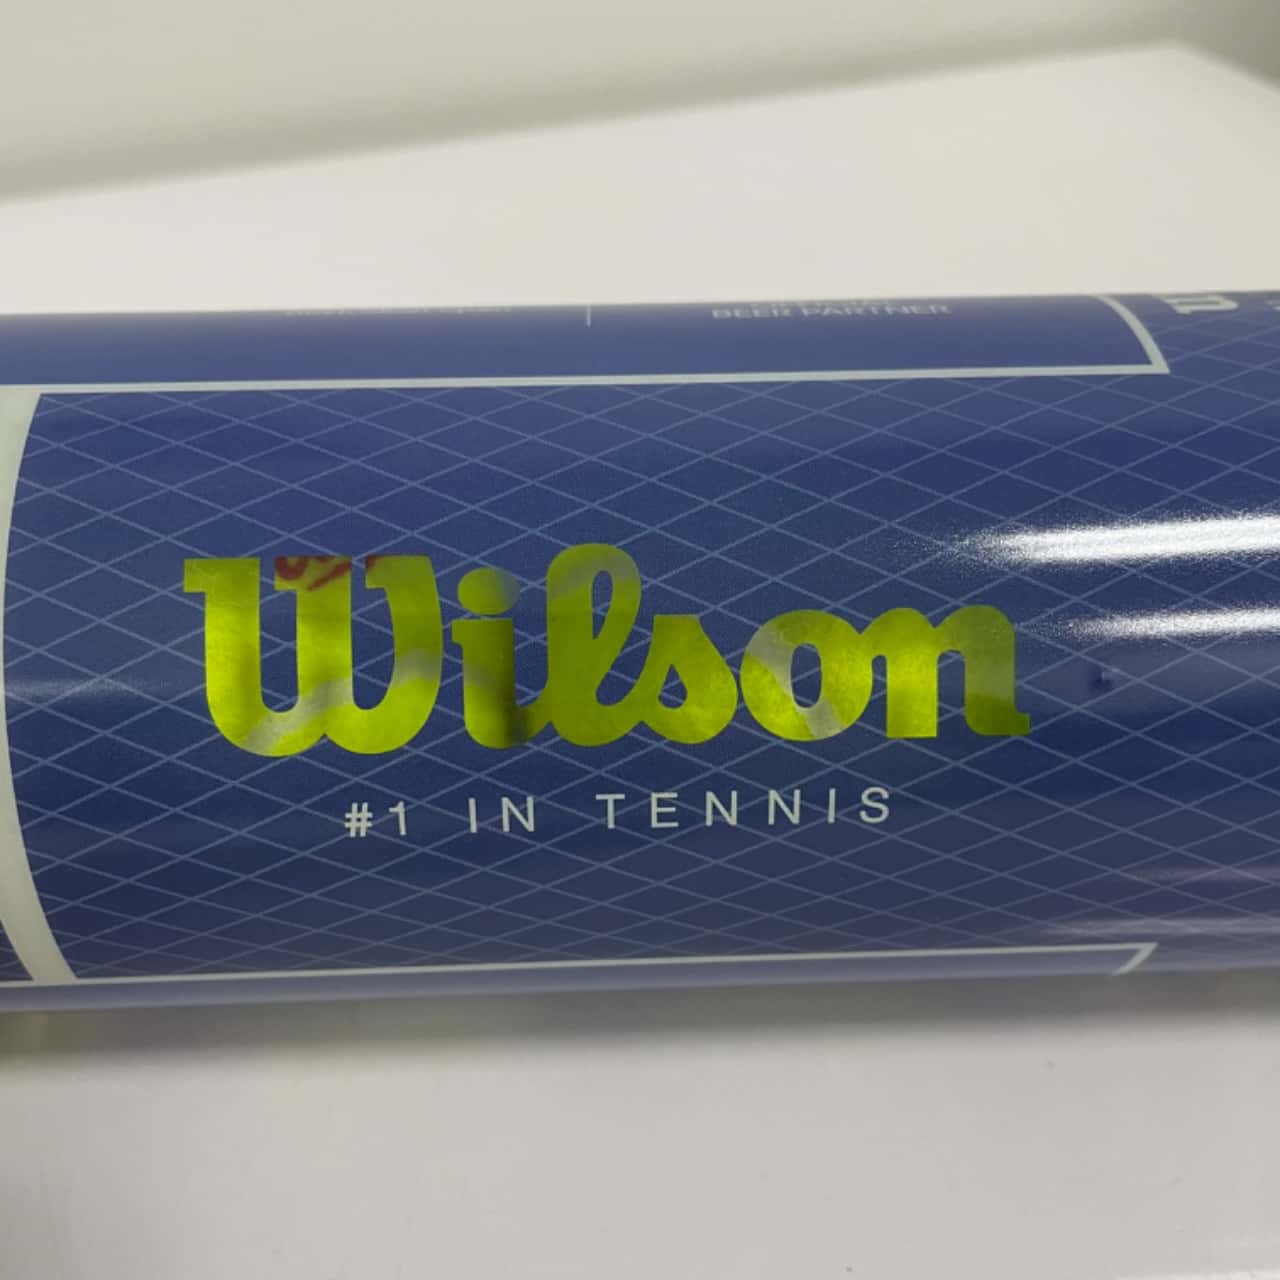 BEER PARTNER
Wilson
#1 IN TENNIS